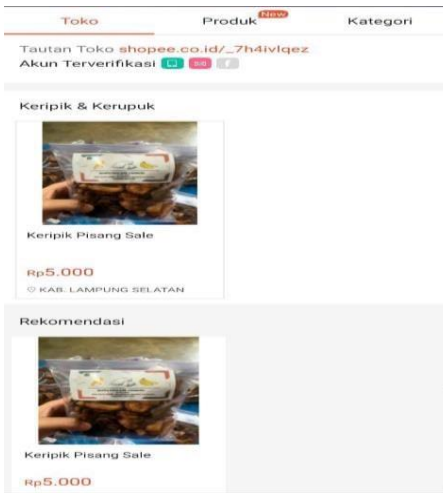 Toko Produk New Kategori
Tautan Toko shopee.co.id/_7h4ivlqez
Akun Terverifikasi
Keripik & Kerupuk
Keripik Pisang Sale
Rp5.000
KAB. LAMPUNG SELATAN
Rekomendasi
Keripik Pisang Sale
Rp5.000